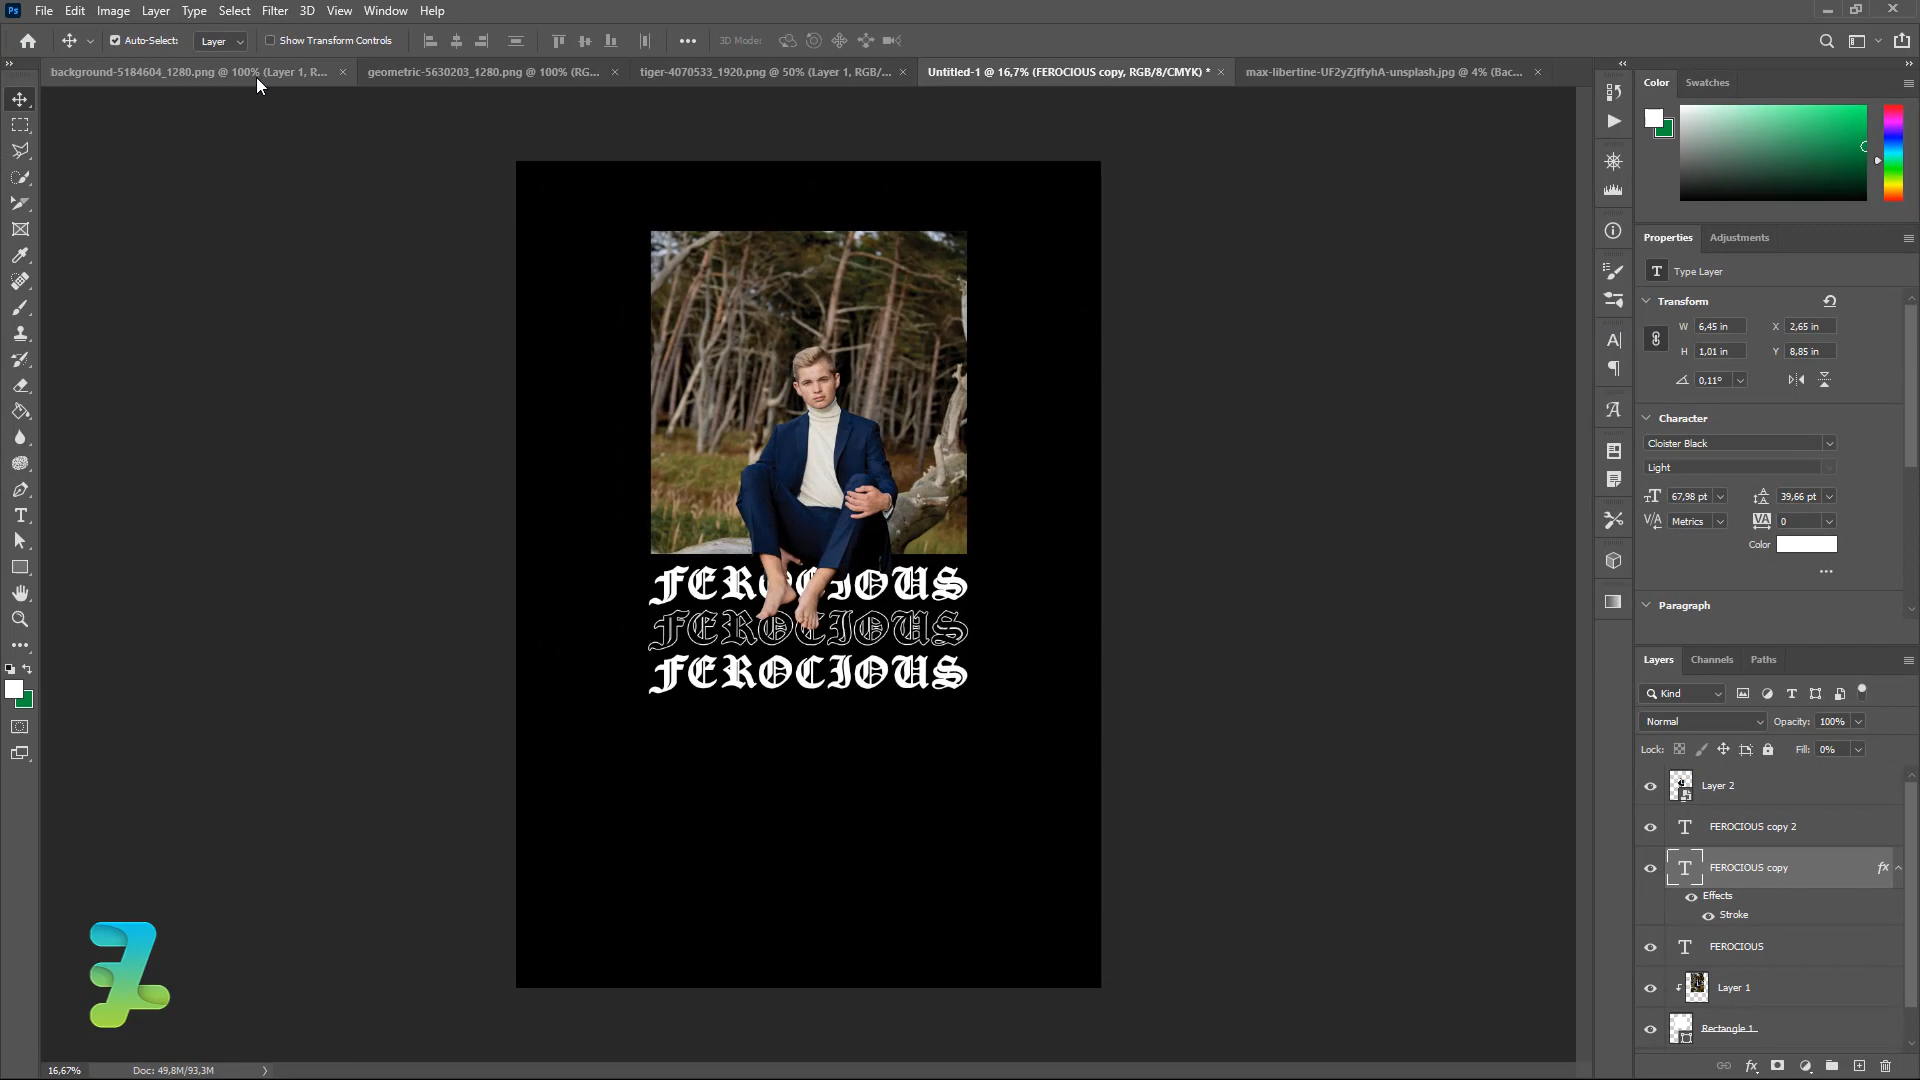 Ps File Edit Image Layer Type Select Filter 3D View Window Help
Auto-Select: Layer Show Transform Controls 3D Mode:
background-5184604_1280.png @ 100% (Layer 1, R... geometric-5630203_1280.png @ 100% (RG... tiger-4070533_1920.png @ 50% (Layer 1, RGB/... Untitled-1 @ 16,7% (FEROCIOUS copy, RGB/8/CMYK) * max-libertine-UF2yZjffyhA-unsplash.jpg @ 4% (Bac...
Color Swatches
Properties Adjustments
T Type Layer
Transform
W 6,45 in X 2,65 in
H 1,01 in Y 8,85 in
0,11°
Character
Cloister Black
Light
67,98 pt 39,66 pt
Metrics 0
Color
Paragraph
FEROCIOUS
FEROCIOUS
FEROCIOUS
Layers Channels Paths
Kind
Normal Opacity: 100%
Lock: Fill: 0%
Layer 2
T FEROCIOUS copy 2
T FEROCIOUS copy fx
Effects
Stroke
T FEROCIOUS
Layer 1
Rectangle 1
16,67% Doc: 49,8M/93,3M